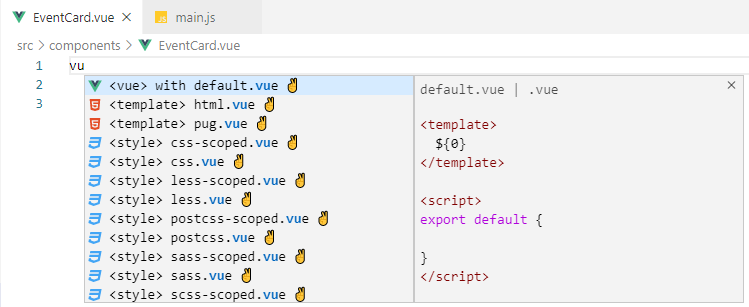 EventCard.vue ×
JS main.js
src > components > EventCard.vue
1 vu
2
3
<vue> with default.vue ✌
<template> html.vue ✌
<template> pug.vue ✌
<style> css-scoped.vue ✌
<style> css.vue ✌
<style> less-scoped.vue ✌
<style> less.vue ✌
<style> postcss-scoped.vue ✌
<style> postcss.vue ✌
<style> sass-scoped.vue ✌
<style> sass.vue ✌
<style> scss-scoped.vue ✌
default.vue | .vue ×
<template>
${0}
</template>
<script>
export default {
}
</script>